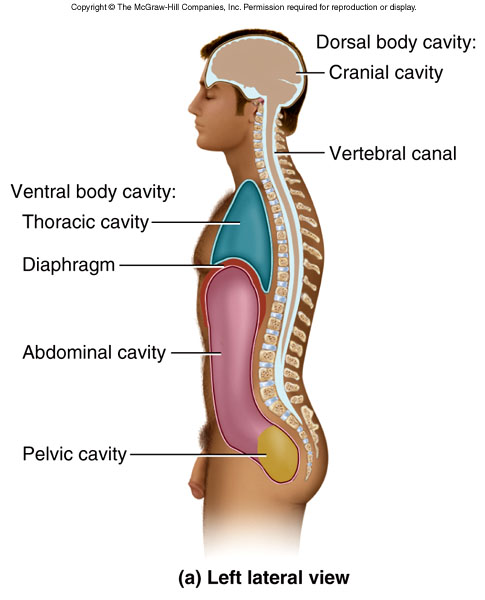 Copyright © The McGraw-Hill Companies, Inc. Permission required for reproduction or display.
Dorsal body cavity:
Cranial cavity
Vertebral canal
Ventral body cavity:
Thoracic cavity
Diaphragm
Abdominal cavity
Pelvic cavity
(a) Left lateral view